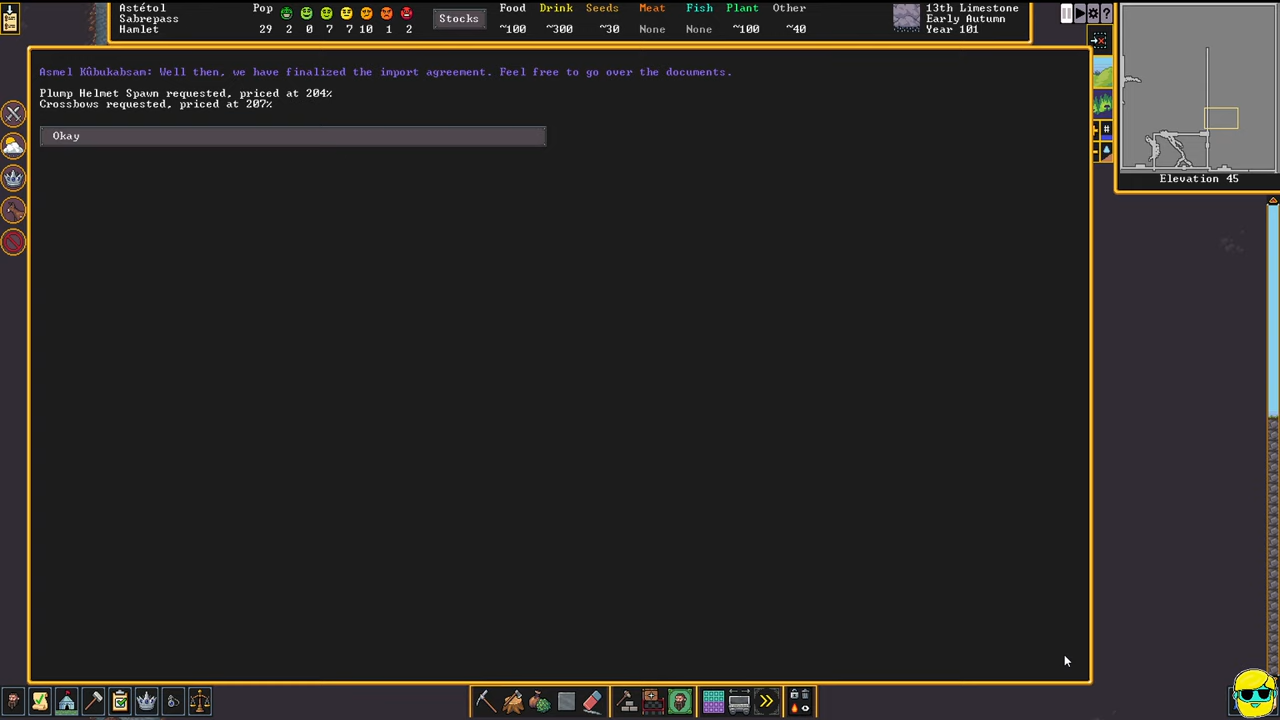 Astétol
Sabrepass
Hamlet
Pop
29 2 0 7 7 10 1 2
Stocks
Food Drink Seeds Meat Fish Plant Other
~100 ~300 ~30 None None ~100 ~40
13th Limestone
Early Autumn
Year 101
Asmel Kûbukabsam: Well then, we have finalized the import agreement. Feel free to go over the documents.
Plump Helmet Spawn requested, priced at 204%
Crossbows requested, priced at 207%
Okay
Elevation 45